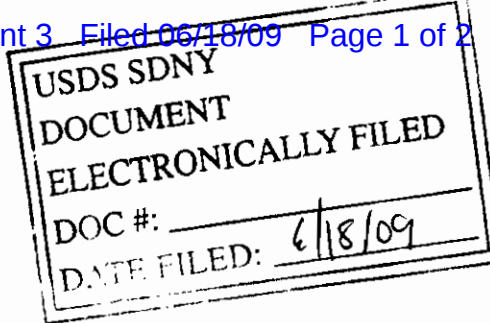 nt 3 Filed 06/18/09 Page 1 of 2
USDS SDNY
DOCUMENT
ELECTRONICALLY FILED
DOC #:
DATE FILED: 6/18/09